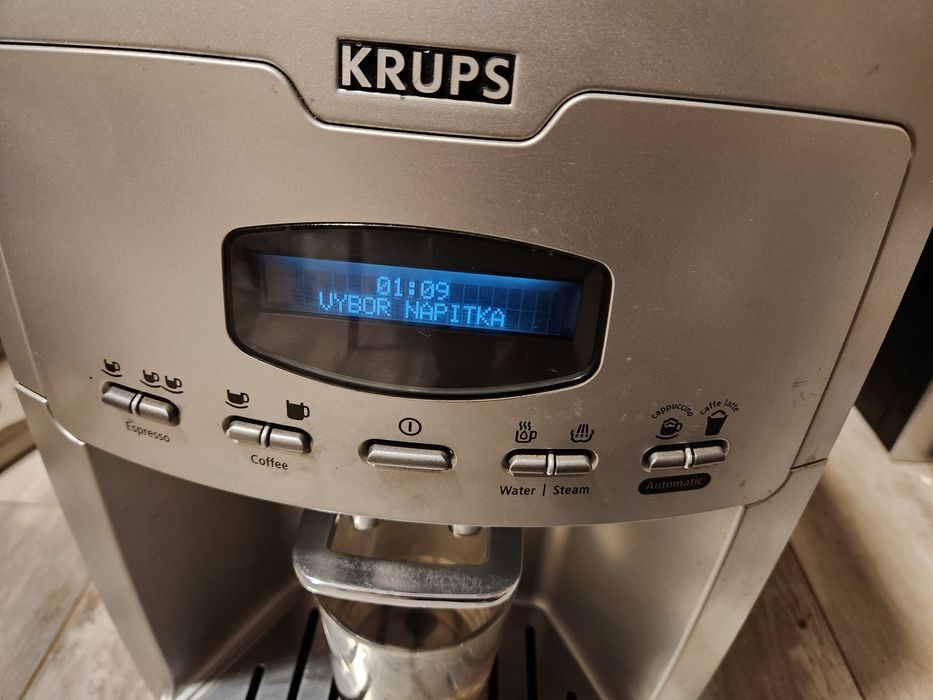 KRUPS
01:09
VYBOR NAPITKA
Espresso
Coffee
Water | Steam
cappuccino
caffe latte
Automatic